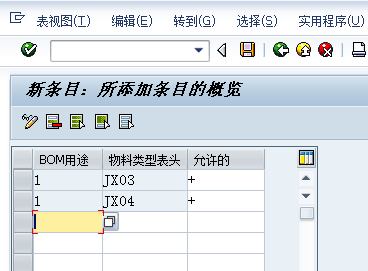 表视图(T) 编辑(E) 转到(G) 选择(S) 实用程序(U)
新条目: 所添加条目的概览
BOM用途 物料类型表头 允许的
1 JX03 +
1 JX04 +